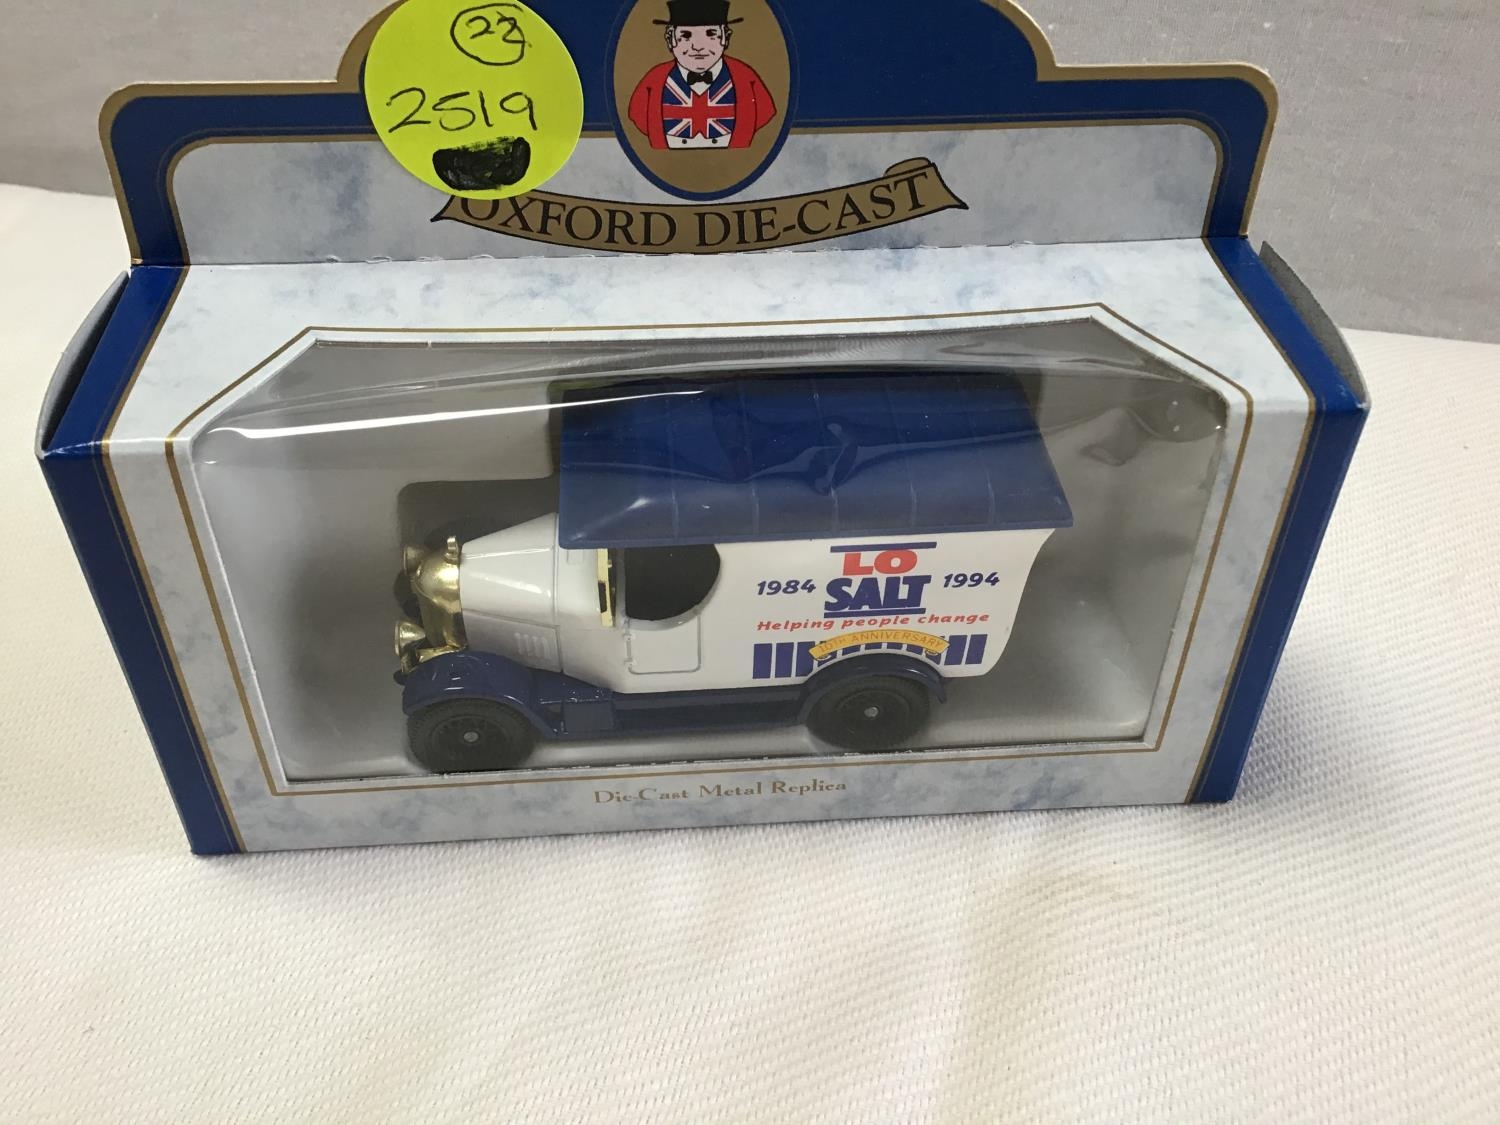 22
2519
OXFORD DIE-CAST
LO
1984 SALT 1994
Helping people change
10TH ANNIVERSARY
Die-Cast Metal Replica